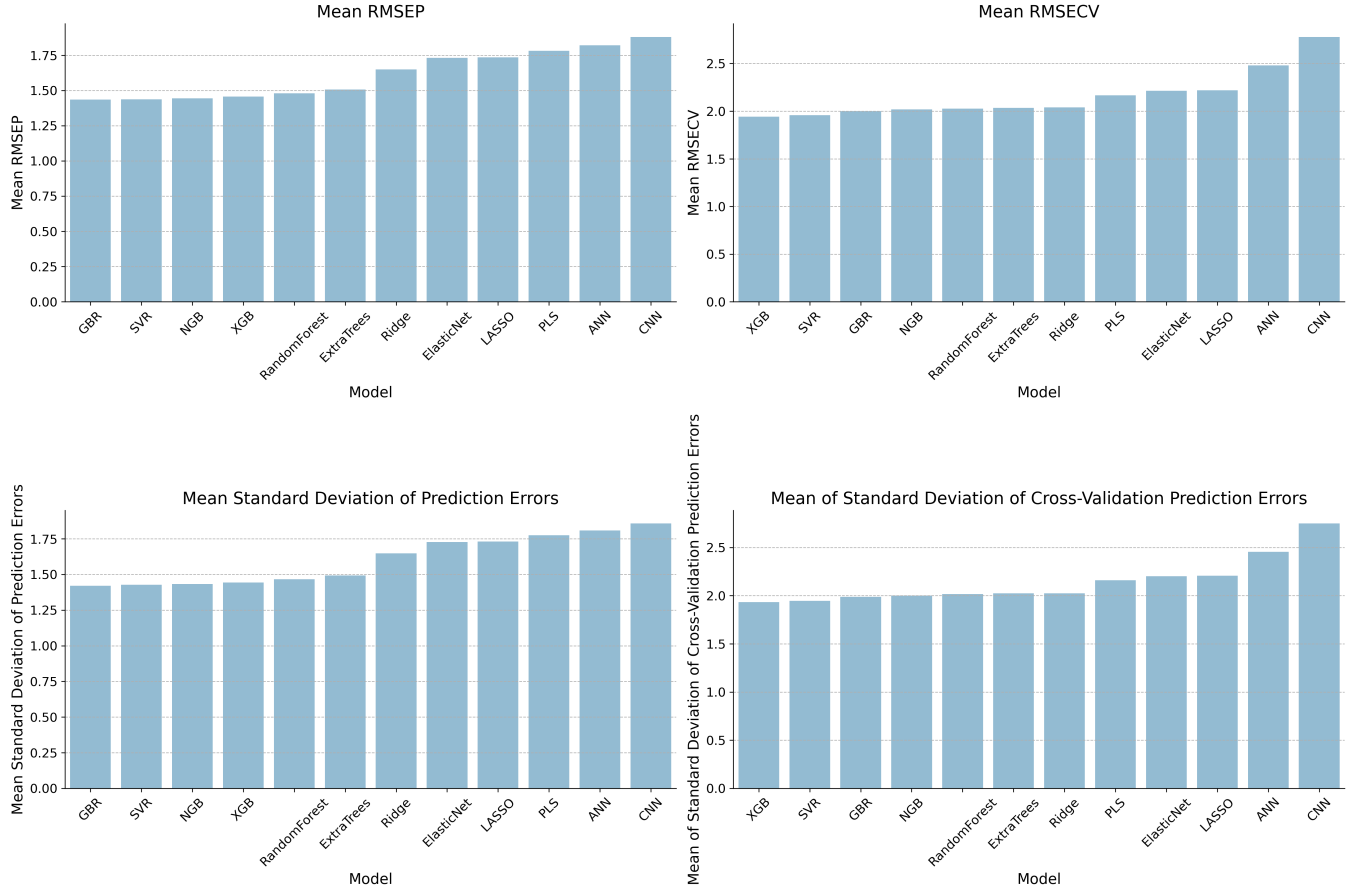 Mean RMSEP
Mean RMSEP
1.75
1.50
1.25
1.00
0.75
0.50
0.25
0.00
GBR
SVR
NGB
XGB
RandomForest
ExtraTrees
Ridge
ElasticNet
LASSO
PLS
ANN
CNN
Model
Mean RMSECV
Mean RMSECV
2.5
2.0
1.5
1.0
0.5
0.0
XGB
SVR
GBR
NGB
RandomForest
ExtraTrees
Ridge
PLS
ElasticNet
LASSO
ANN
CNN
Model
Mean Standard Deviation of Prediction Errors
Mean Standard Deviation of Prediction Errors
1.75
1.50
1.25
1.00
0.75
0.50
0.25
0.00
GBR
SVR
NGB
XGB
RandomForest
ExtraTrees
Ridge
ElasticNet
LASSO
PLS
ANN
CNN
Model
Mean of Standard Deviation of Cross-Validation Prediction Errors
Mean of Standard Deviation of Cross-Validation Prediction Errors
2.5
2.0
1.5
1.0
0.5
0.0
XGB
SVR
GBR
NGB
RandomForest
ExtraTrees
Ridge
PLS
ElasticNet
LASSO
ANN
CNN
Model